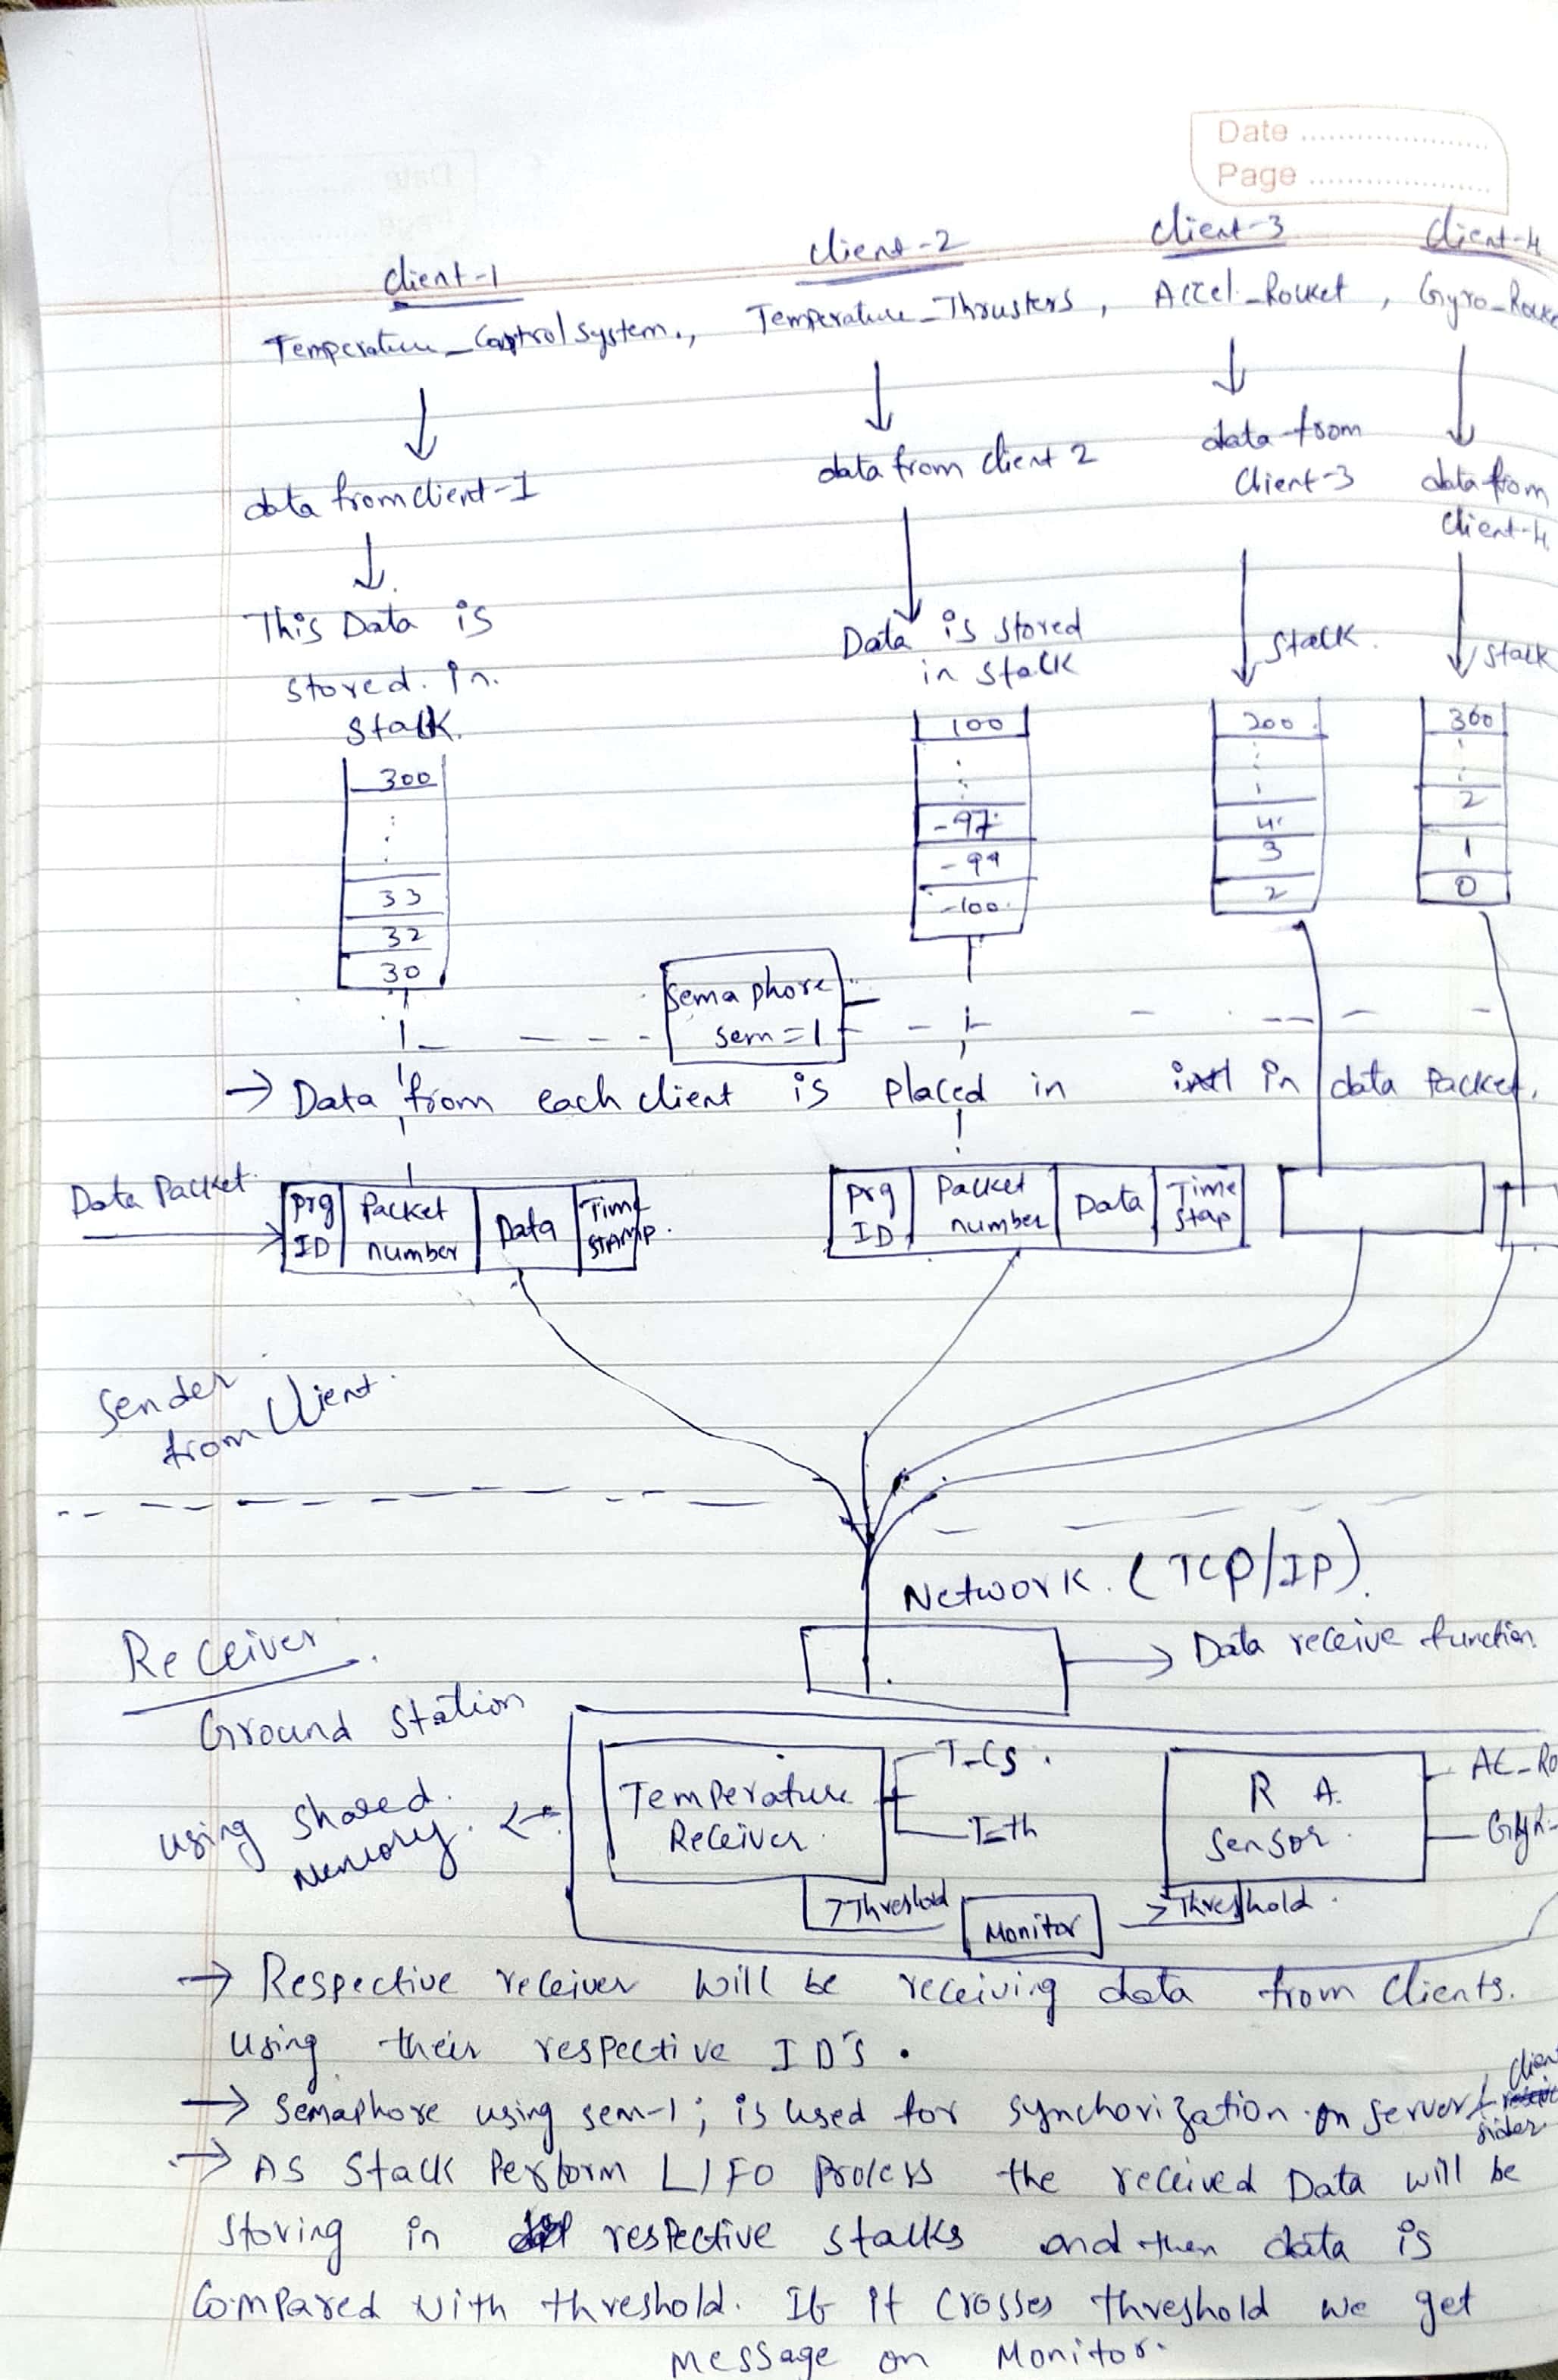 Date ....................
Page ....................
Client-1
Client-2
Client-3
Client-4
Temperature_Control system.,
Temperature_Thrusters ,
Accel_Rocket ,
Gyro_Rocke
data from client-I
data from client 2
data from
Client-3
data from
Client-4.
This Data is
stored. in.
stack.
Data is stored
in stack
stack.
stack
300
33
32
30
100
-97
-99
-100
200
4
3
2
360
2
1
0
Semaphore
sem=1
→ Data from each client is placed in in data Packet.
Data Packet
Prg ID
Packet number
Data
Time STAMP.
Prg ID
Packet number
Data
Time Stap
Sender
from Client.
Network. (TCP/IP).
Data receive function
Receiver.
Ground Station
using shared.
memory.
Temperature
Receiver.
T_CS.
T_th
R A.
Sensor.
AC_Ro
>Threshold
Monitor
> Threshold.
→ Respective receiver will be receiving data from Clients.
using their respective ID'S.
→ Semaphore using sem-1; is used for synchorization on server/ client
sides
→ AS Stack Perform LIFO Process the received Data will be
storing in respective stacks and then data is
Compared with threshold. If it crosses threshold we get
message on Monitor.